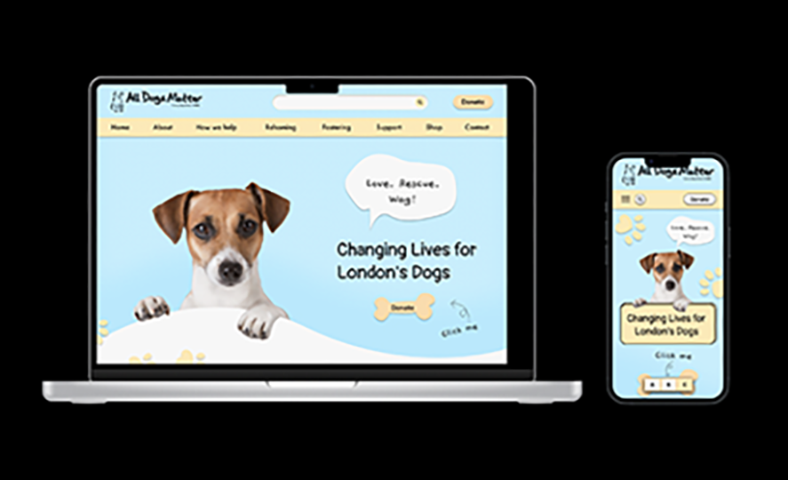 All Dogs Matter
Donate
Home About How we help Rehoming Fostering Support Shop Contact
Love. Rescue.
Wag!
Changing Lives for
London's Dogs
Donate
Click me
All Dogs Matter
Donate
Love. Rescue.
Wag!
Changing Lives for
London's Dogs
Click me